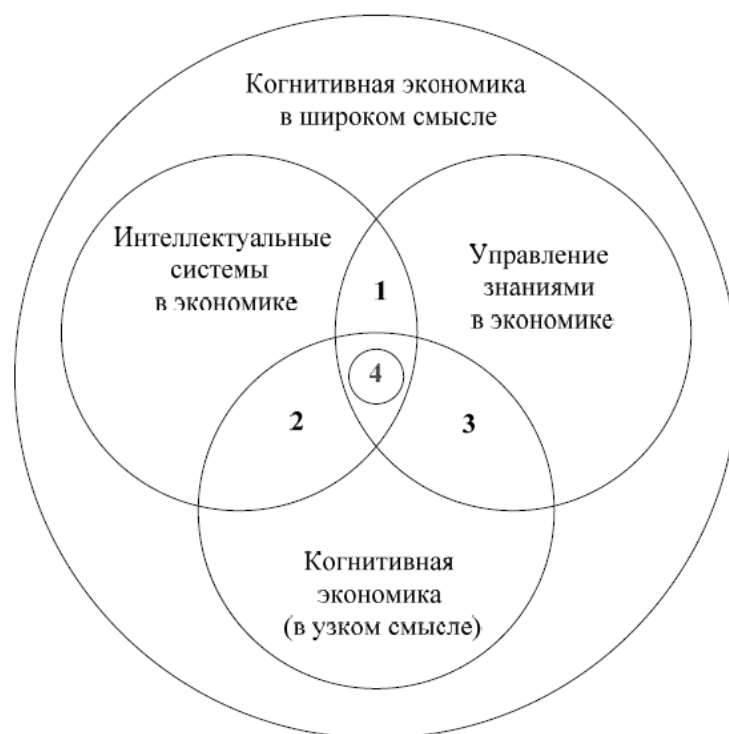 Когнитивная экономика
в широком смысле
Интеллектуальные
системы
в экономике
Управление
знаниями
в экономике
1
4
2
3
Когнитивная
экономика
(в узком смысле)